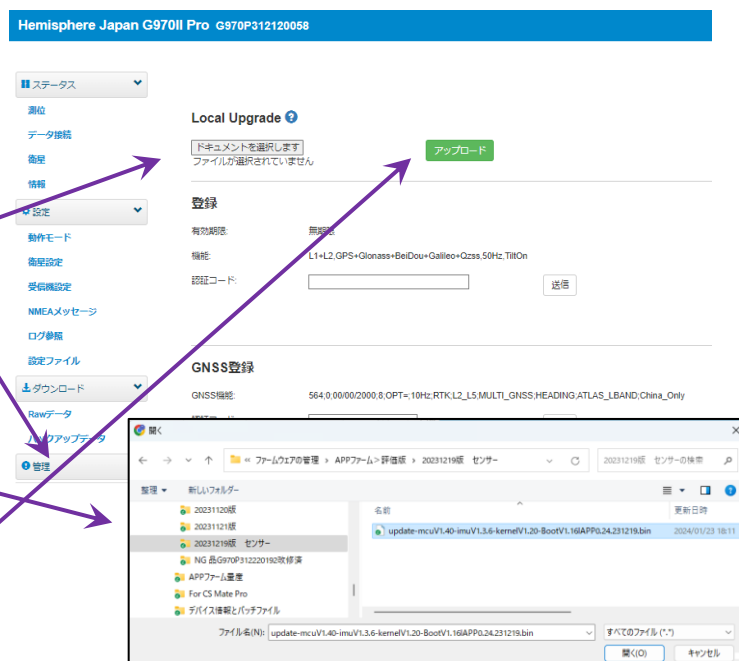 Hemisphere Japan G970II Pro G970P312120058
ステータス
測位
データ接続
衛星
情報
設定
動作モード
衛星設定
受信機設定
NMEAメッセージ
ログ参照
設定ファイル
ダウンロード
Rawデータ
バックアップデータ
管理
Local Upgrade ?
ドキュメントを選択します
ファイルが選択されていません
アップロード
登録
有効期限: 無期限
機能: L1+L2,GPS+Glonass+BeiDou+Galileo+Qzss,50Hz,TiltOn
認証コード: 送信
GNSS登録
GNSS機能: 564;0;00/00/2000;8;OPT=;10Hz;RTK;L2_L5;MULTI_GNSS;HEADING;ATLAS_LBAND;China_Only
開く
« ファームウエアの管理 › APPファーム＞評価版 › 20231219版 センサー
20231219版 センサーの検索
整理 新しいフォルダー
20231120版
20231121版
20231219版 センサー
NG 品G970P312220192改修済
APPファーム量産
For CS Mate Pro
デバイス情報とパッチファイル
名前 更新日時
update-mcuV1.40-imuV1.3.6-kernelV1.20-BootV1.16IAPP0.24.231219.bin 2024/01/23 18:11
ファイル名(N): update-mcuV1.40-imuV1.3.6-kernelV1.20-BootV1.16IAPP0.24.231219.bin すべてのファイル (*.*)
開く(O) キャンセル